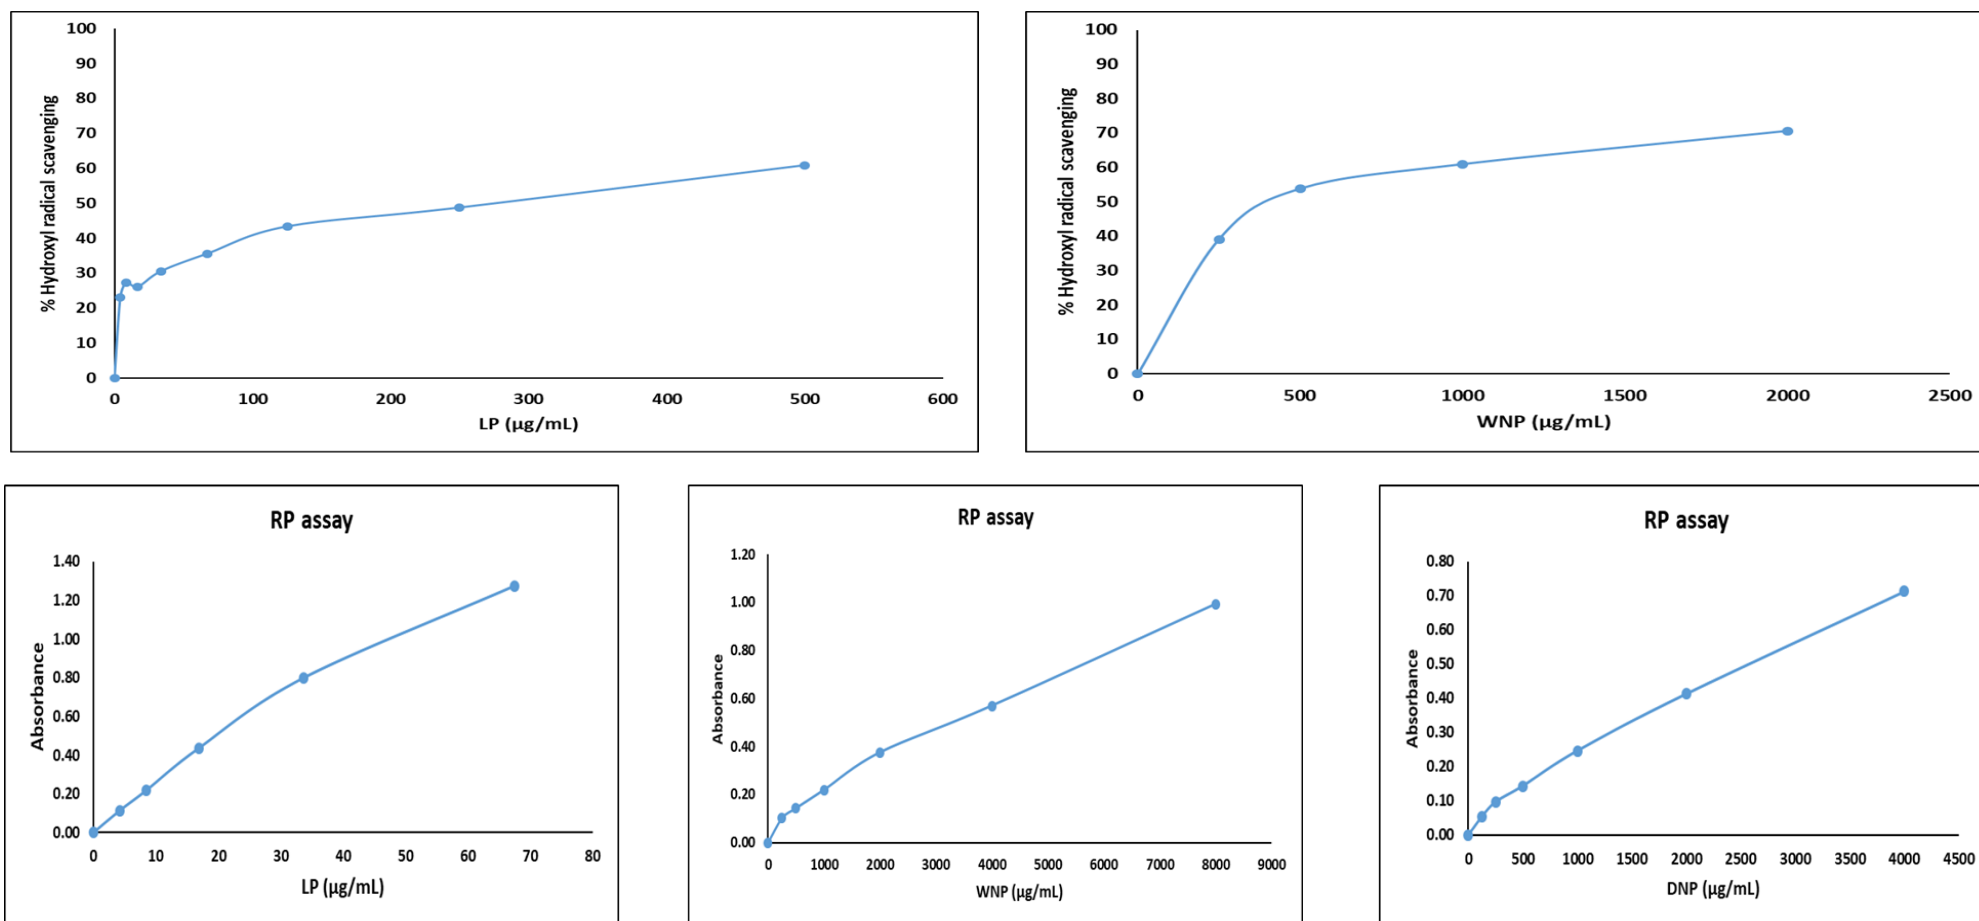 % Hydroxyl radical scavenging
100
90
80
70
60
50
40
30
20
10
0
0 100 200 300 400 500 600
LP (µg/mL)
% Hydroxyl radical scavenging
100
90
80
70
60
50
40
30
20
10
0
0 500 1000 1500 2000 2500
WNP (µg/mL)
RP assay
Absorbance
1.40
1.20
1.00
0.80
0.60
0.40
0.20
0.00
0 10 20 30 40 50 60 70 80
LP (µg/mL)
RP assay
Absorbance
1.20
1.00
0.80
0.60
0.40
0.20
0.00
0 1000 2000 3000 4000 5000 6000 7000 8000 9000
WNP (µg/mL)
RP assay
Absorbance
0.80
0.70
0.60
0.50
0.40
0.30
0.20
0.10
0.00
0 500 1000 1500 2000 2500 3000 3500 4000 4500
DNP (µg/mL)